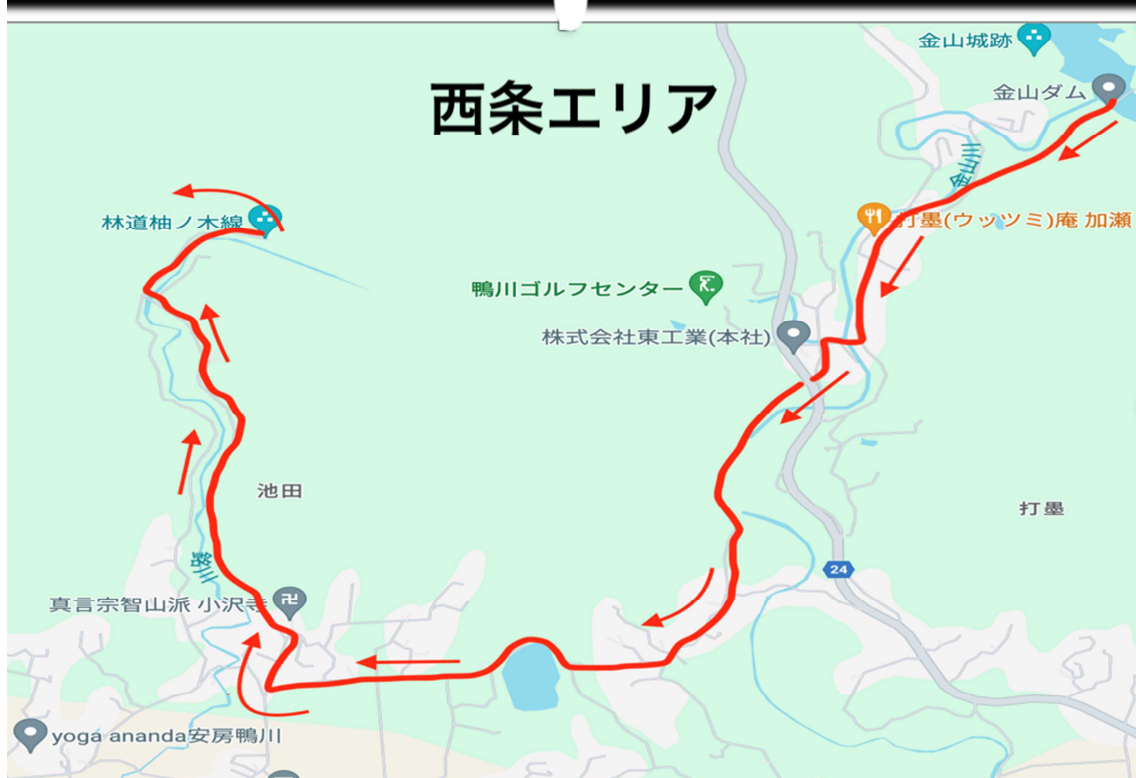 金山城跡
西条エリア
金山ダム
金山川
林道柚ノ木線
打墨(ウッツミ)庵 加瀬
鴨川ゴルフセンター
株式会社東工業(本社)
池田
打墨
24
真言宗智山派 小沢寺
yoga ananda安房鴨川